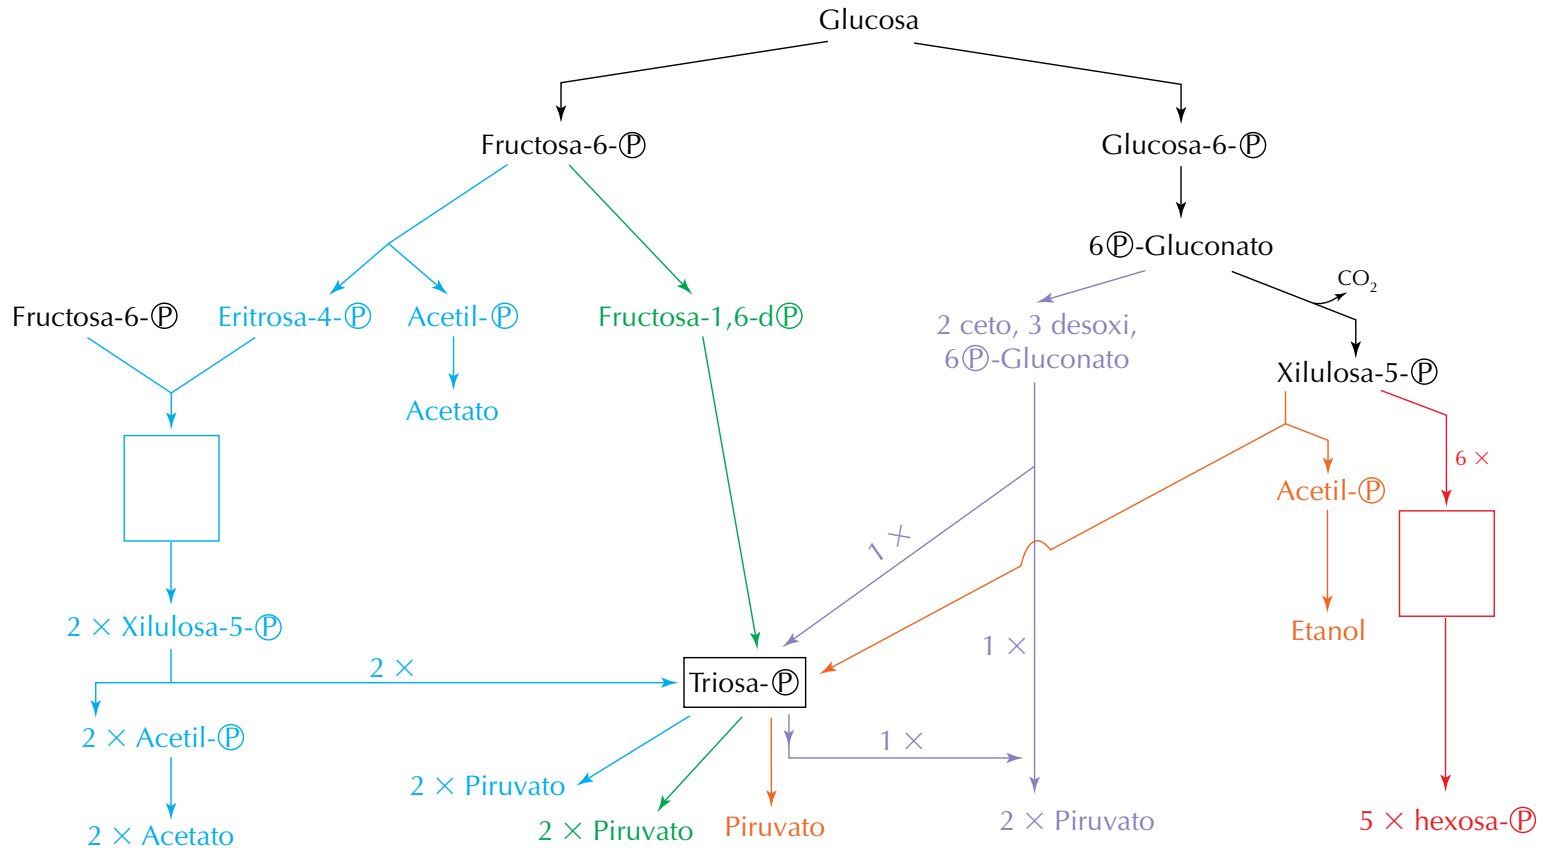 Glucosa
Fructosa-6-Ⓟ
Glucosa-6-Ⓟ
6Ⓟ-Gluconato
CO₂
Fructosa-6-Ⓟ
Eritrosa-4-Ⓟ
Acetil-Ⓟ
Fructosa-1,6-dⓅ
2 ceto, 3 desoxi,
6Ⓟ-Gluconato
Xilulosa-5-Ⓟ
Acetato
6 ×
Acetil-Ⓟ
1 ×
2 × Xilulosa-5-Ⓟ
Etanol
1 ×
2 ×
Triosa-Ⓟ
2 × Acetil-Ⓟ
1 ×
2 × Piruvato
2 × Acetato
2 × Piruvato
Piruvato
2 × Piruvato
5 × hexosa-Ⓟ